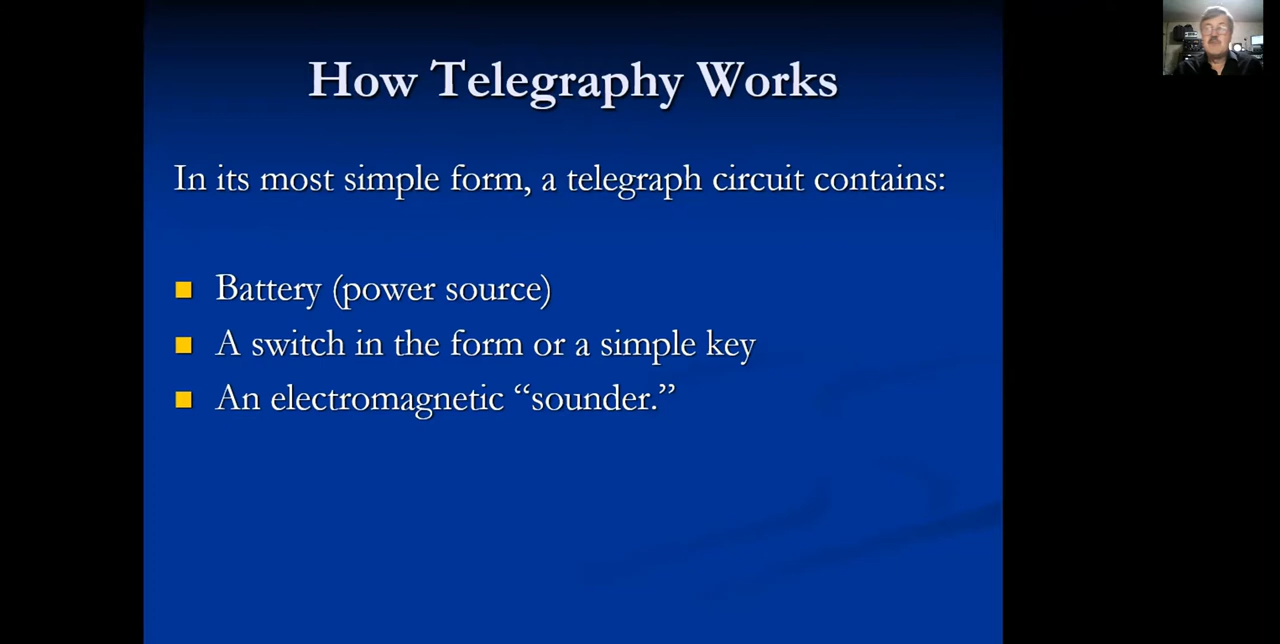 How Telegraphy Works
In its most simple form, a telegraph circuit contains:
Battery (power source)
A switch in the form or a simple key
An electromagnetic “sounder.”